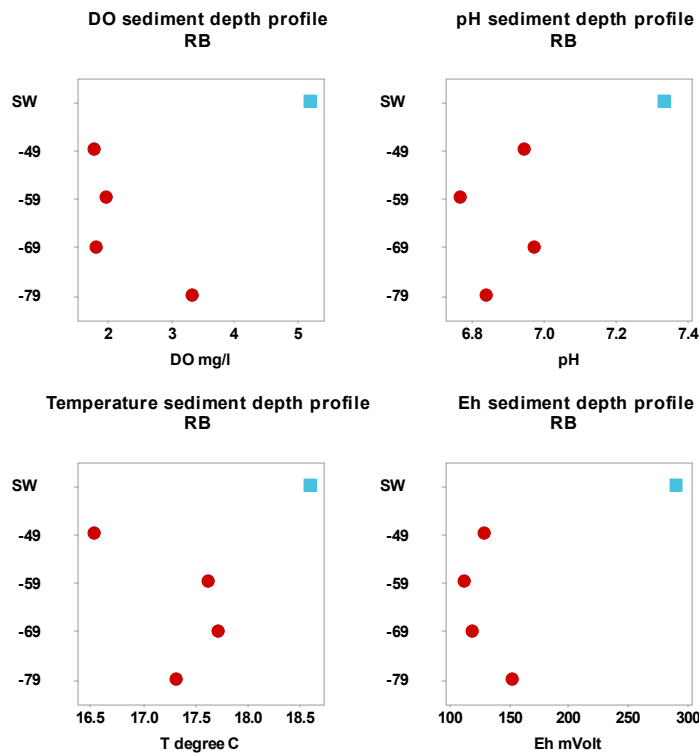 DO sediment depth profile
RB
SW
-49
-59
-69
-79
2 3 4 5
DO mg/l
pH sediment depth profile
RB
SW
-49
-59
-69
-79
6.8 7.0 7.2 7.4
pH
Temperature sediment depth profile
RB
SW
-49
-59
-69
-79
16.5 17.0 17.5 18.0 18.5
T degree C
Eh sediment depth profile
RB
SW
-49
-59
-69
-79
100 150 200 250 300
Eh mVolt